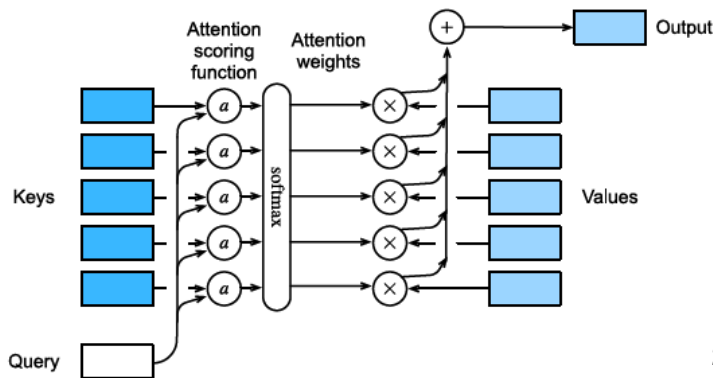 Attention
scoring
function
Attention
weights
+
Output
a
×
a
×
Keys
a
softmax
×
Values
a
×
a
×
Query